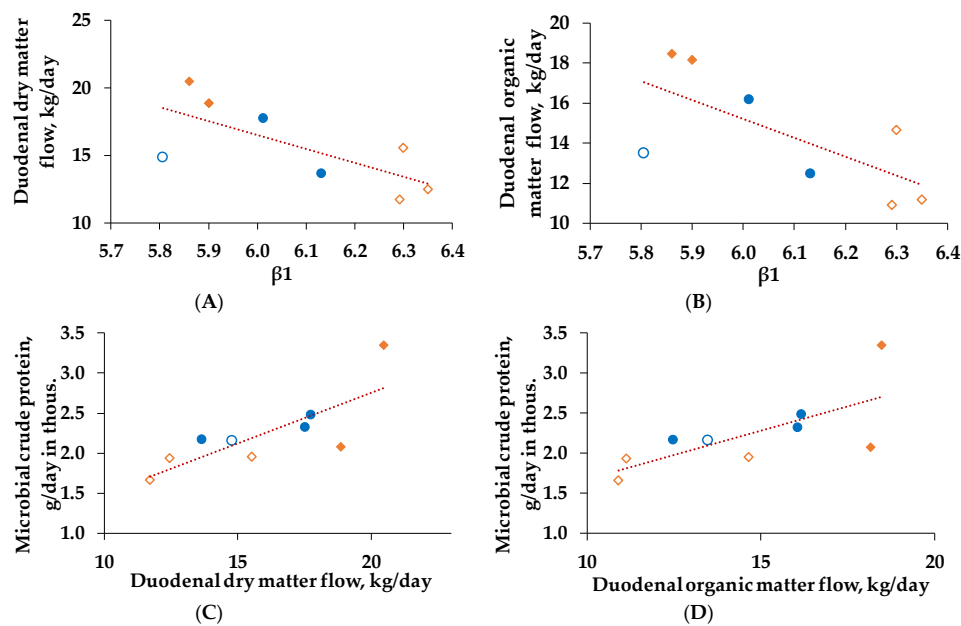 Duodenal dry matter
flow, kg/day
25
20
15
10
5.7 5.8 5.9 6.0 6.1 6.2 6.3 6.4
β1
(A)
Duodenal organic
matter flow, kg/day
20
18
16
14
12
10
5.7 5.8 5.9 6.0 6.1 6.2 6.3 6.4
β1
(B)
Microbial crude protein,
g/day in thous.
3.5
3.0
2.5
2.0
1.5
1.0
10 15 20
Duodenal dry matter flow, kg/day
(C)
Microbial crude protein,
g/day in thous.
3.5
3.0
2.5
2.0
1.5
1.0
10 15 20
Duodenal organic matter flow, kg/day
(D)